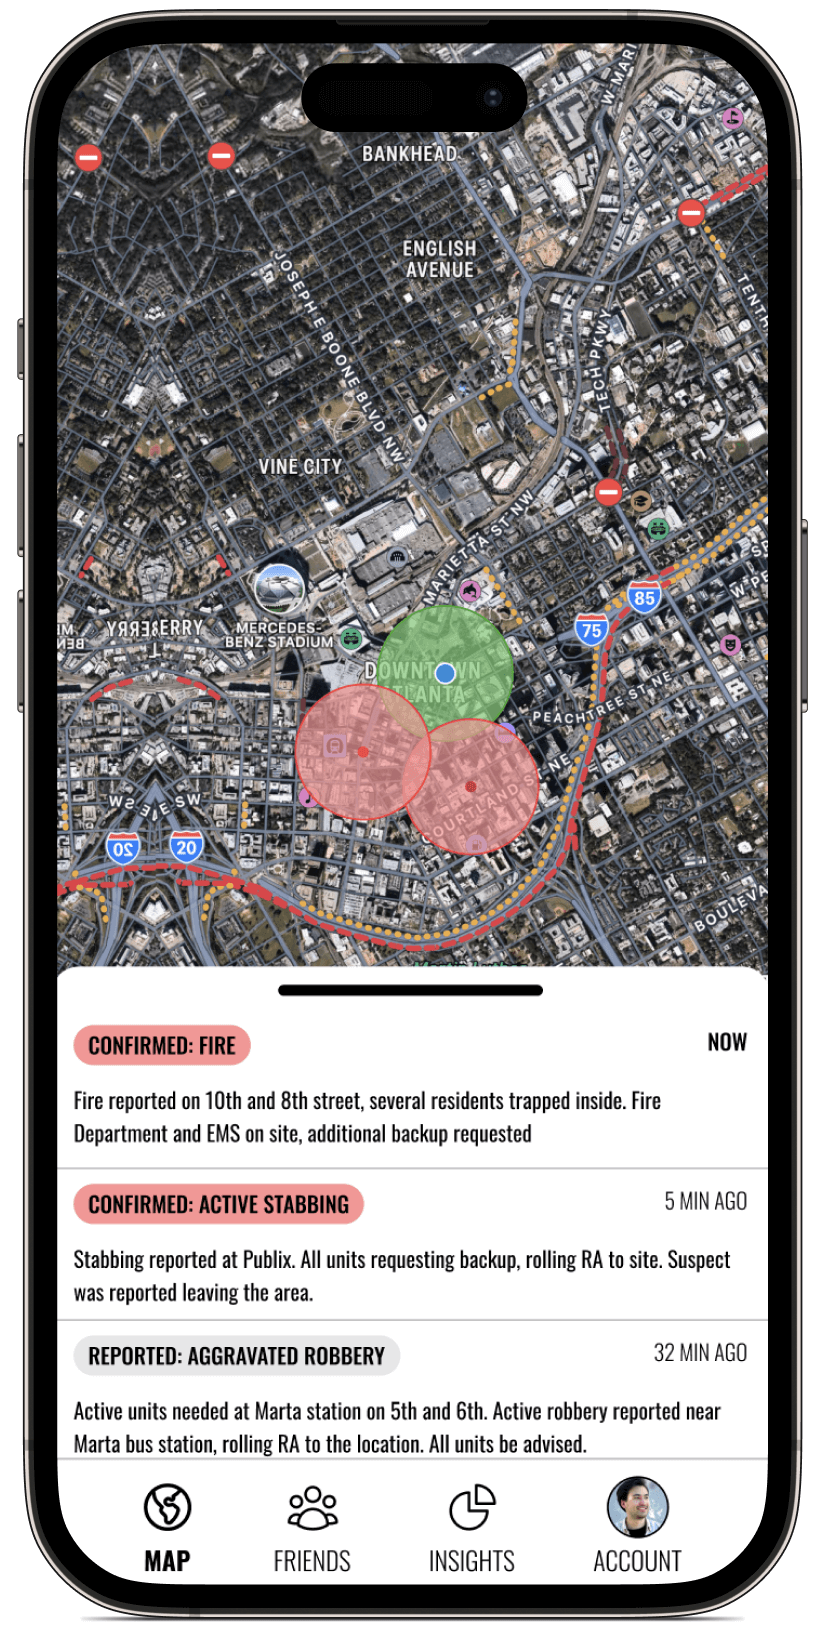 W MARI
BANKHEAD
ENGLISH
AVENUE
JOSEPH E BOONE BLVD NW
TECH PKWY
TENTH
VINE CITY
MARIETTA ST NW
85
75
MERCEDES-
BENZ STADIUM
DOWNTOWN
ATLANTA
PEACHTREE ST NE
COURTLAND ST NE
20
20
BOULEVA
CONFIRMED: FIRE
NOW
Fire reported on 10th and 8th street, several residents trapped inside. Fire
Department and EMS on site, additional backup requested
CONFIRMED: ACTIVE STABBING
5 MIN AGO
Stabbing reported at Publix. All units requesting backup, rolling RA to site. Suspect
was reported leaving the area.
REPORTED: AGGRAVATED ROBBERY
32 MIN AGO
Active units needed at Marta station on 5th and 6th. Active robbery reported near
Marta bus station, rolling RA to the location. All units be advised.
MAP
FRIENDS
INSIGHTS
ACCOUNT